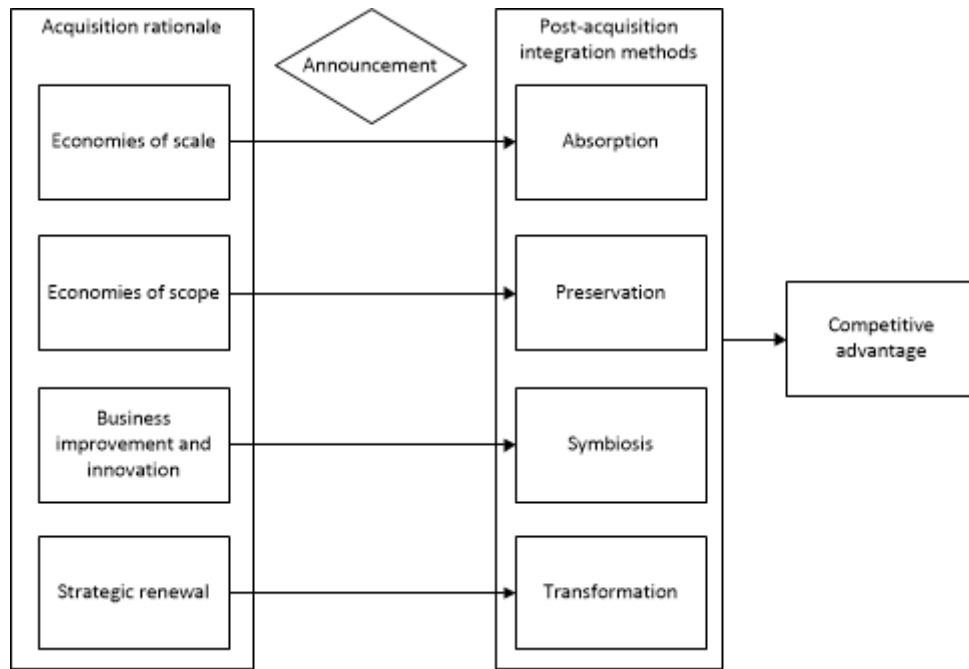 Acquisition rationale
Economies of scale
Economies of scope
Business
improvement and
innovation
Strategic renewal
Announcement
Post-acquisition
integration methods
Absorption
Preservation
Symbiosis
Transformation
Competitive
advantage